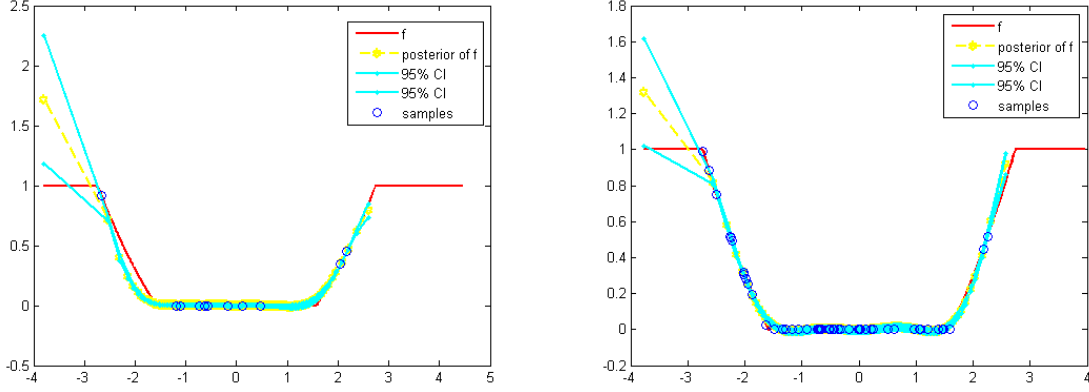 2.5
2
1.5
1
0.5
0
-0.5
-4 -3 -2 -1 0 1 2 3 4 5
f
posterior of f
95% CI
95% CI
samples
1.8
1.6
1.4
1.2
1
0.8
0.6
0.4
0.2
0
-0.2
-4 -3 -2 -1 0 1 2 3 4
f
posterior of f
95% CI
95% CI
samples